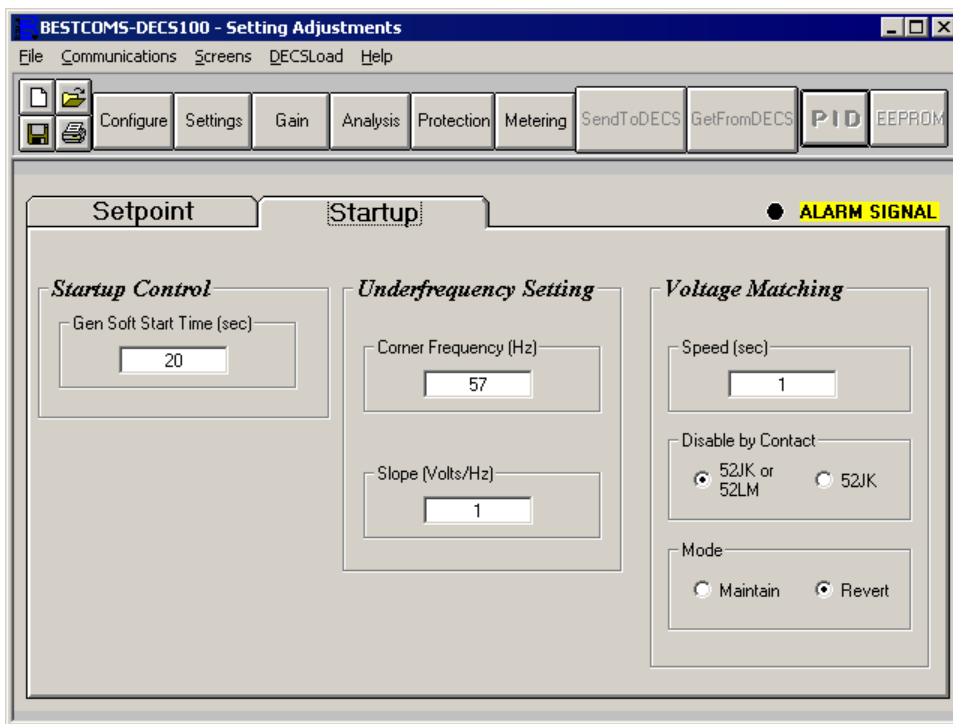 BESTCOMS-DECS100 - Setting Adjustments
File Communications Screens DECSLoad Help
Configure Settings Gain Analysis Protection Metering SendToDECS GetFromDECS PID EEPROM
Setpoint Startup ALARM SIGNAL
Startup Control
Gen Soft Start Time (sec)
20
Underfrequency Setting
Corner Frequency (Hz)
57
Slope (Volts/Hz)
1
Voltage Matching
Speed (sec)
1
Disable by Contact
52JK or
52LM
52JK
Mode
Maintain Revert